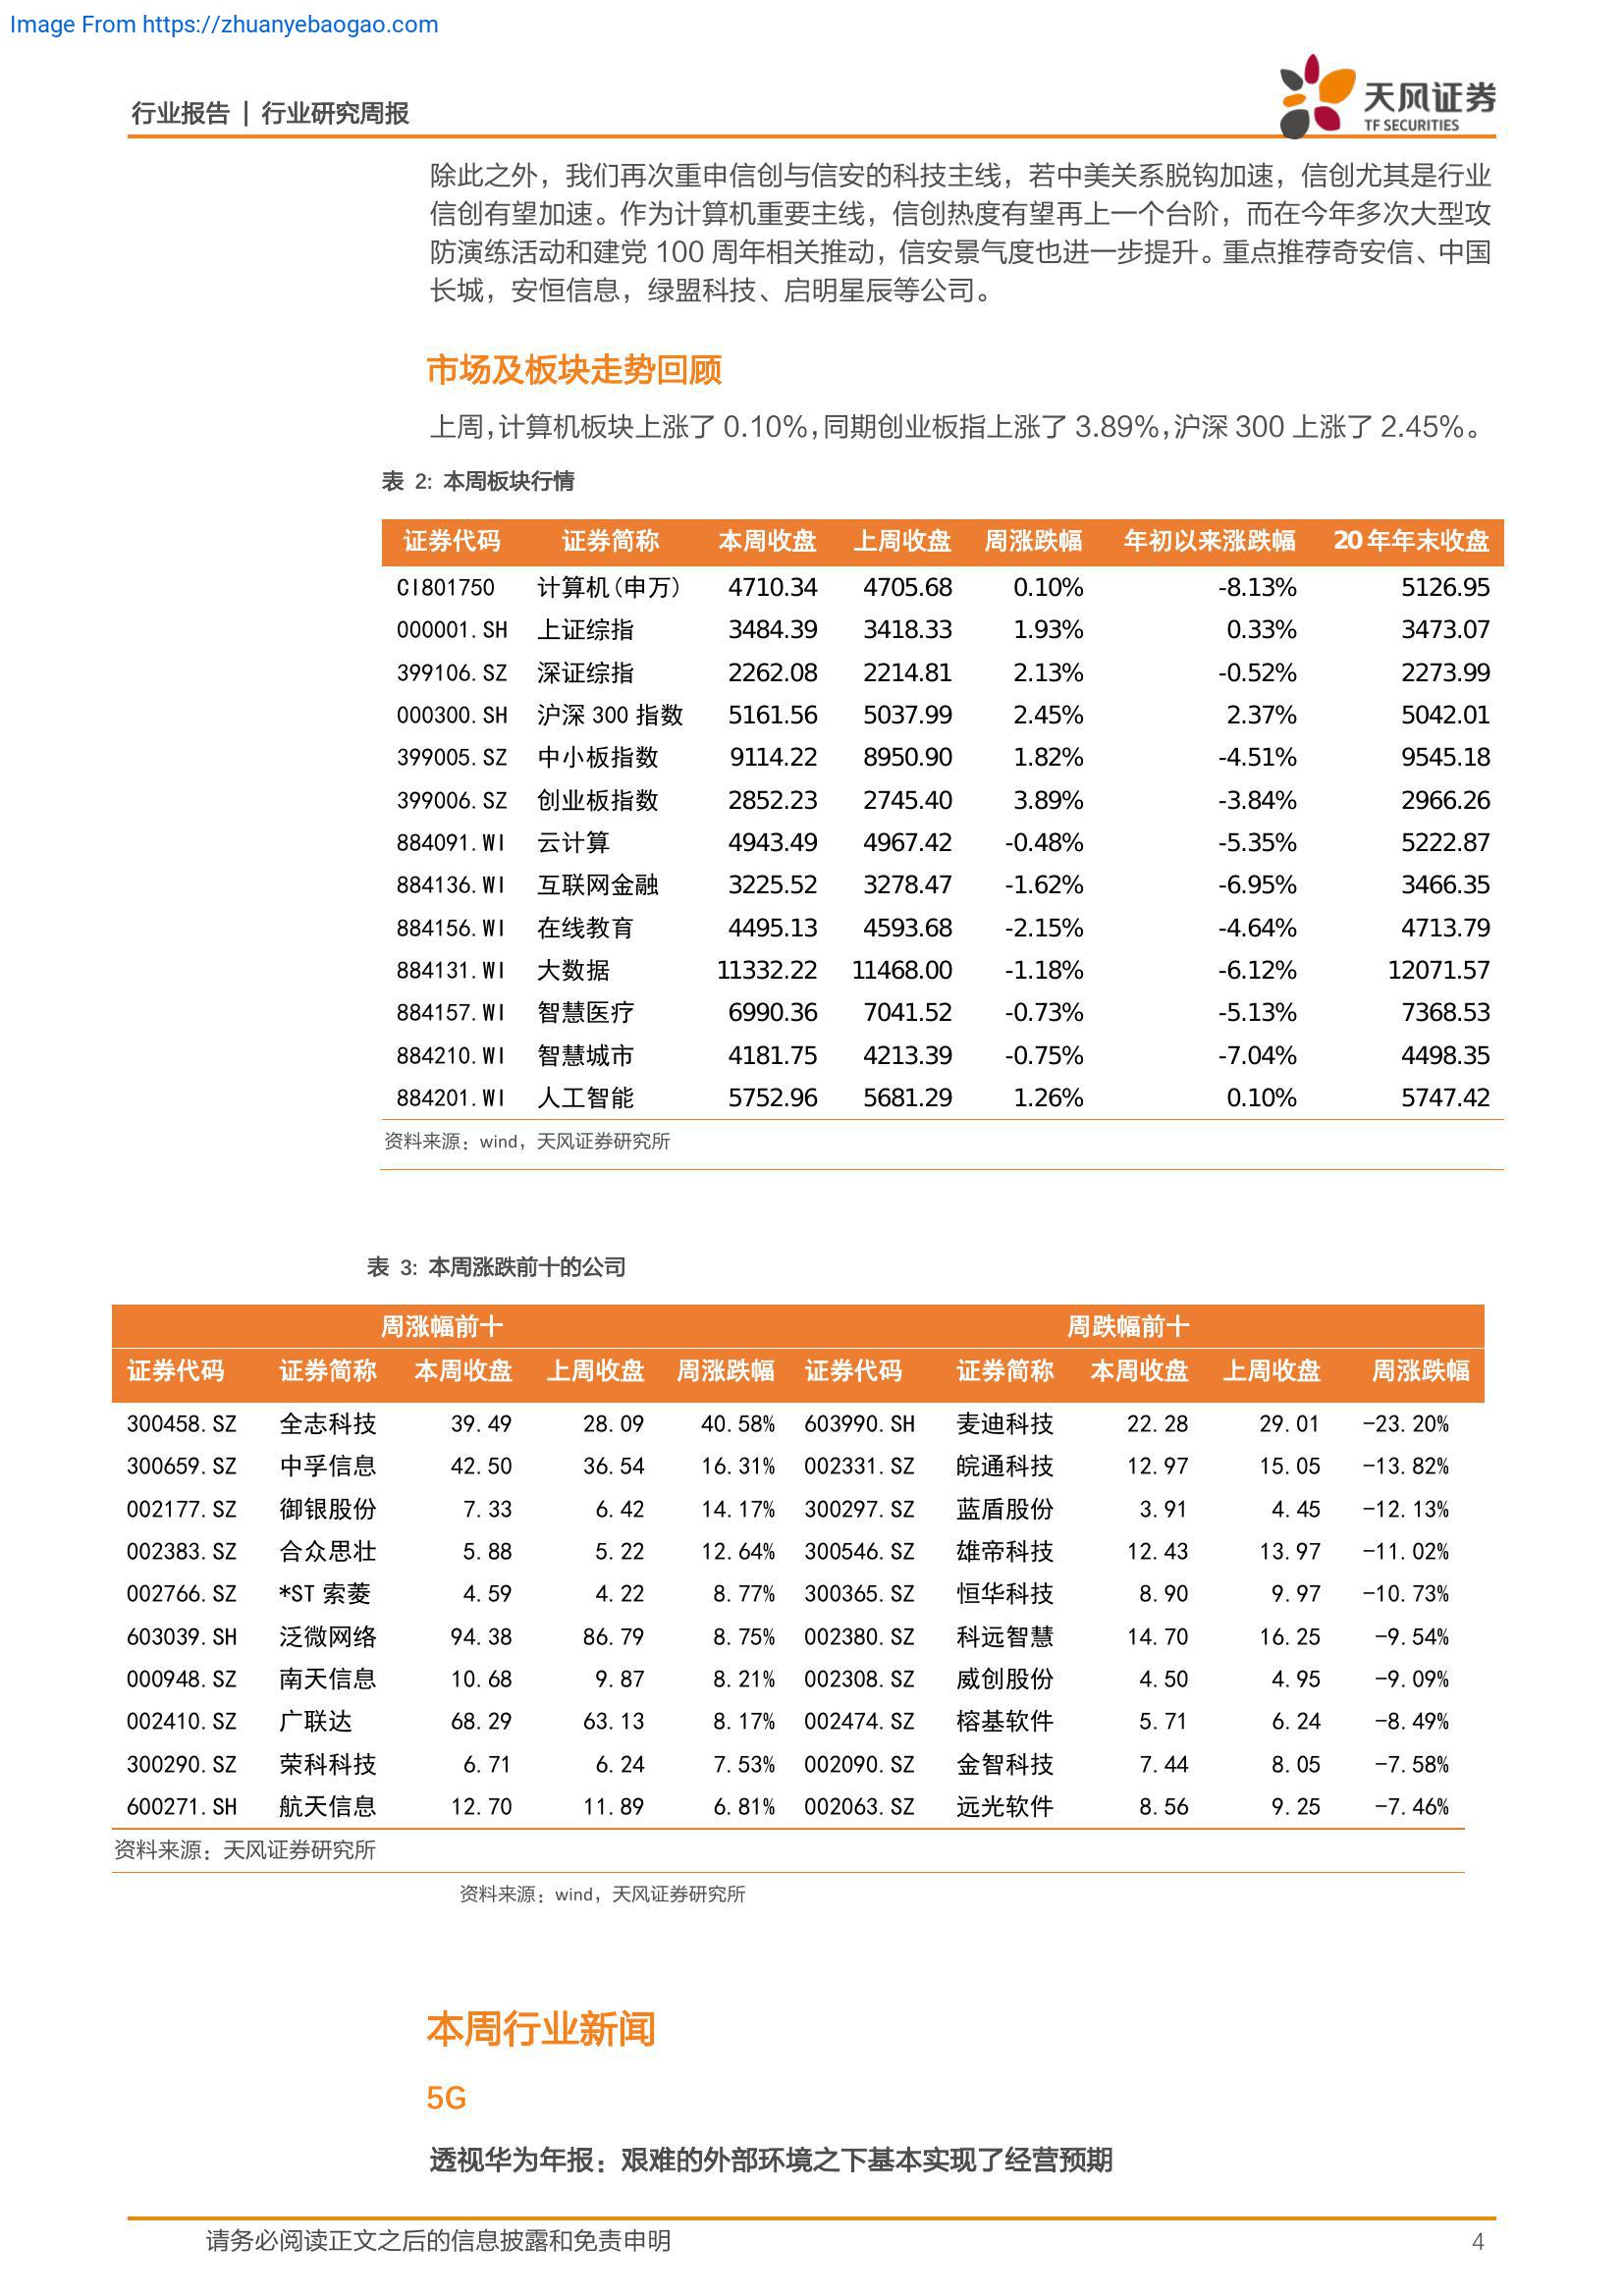 Image From https://zhuanyebaogao.com
行业报告 | 行业研究周报
天风证券
TF SECURITIES
除此之外，我们再次重申信创与信安的科技主线，若中美关系脱钩加速，信创尤其是行业
信创有望加速。作为计算机重要主线，信创热度有望再上一个台阶，而在今年多次大型攻
防演练活动和建党 100 周年相关推动，信安景气度也进一步提升。重点推荐奇安信、中国
长城，安恒信息，绿盟科技、启明星辰等公司。
市场及板块走势回顾
上周，计算机板块上涨了 0.10%，同期创业板指上涨了 3.89%，沪深 300 上涨了 2.45%。
表 2: 本周板块行情
证券代码 证券简称 本周收盘 上周收盘 周涨跌幅 年初以来涨跌幅 20 年年末收盘
CI801750 计算机(申万) 4710.34 4705.68 0.10% -8.13% 5126.95
000001.SH 上证综指 3484.39 3418.33 1.93% 0.33% 3473.07
399106.SZ 深证综指 2262.08 2214.81 2.13% -0.52% 2273.99
000300.SH 沪深 300 指数 5161.56 5037.99 2.45% 2.37% 5042.01
399005.SZ 中小板指数 9114.22 8950.90 1.82% -4.51% 9545.18
399006.SZ 创业板指数 2852.23 2745.40 3.89% -3.84% 2966.26
884091.WI 云计算 4943.49 4967.42 -0.48% -5.35% 5222.87
884136.WI 互联网金融 3225.52 3278.47 -1.62% -6.95% 3466.35
884156.WI 在线教育 4495.13 4593.68 -2.15% -4.64% 4713.79
884131.WI 大数据 11332.22 11468.00 -1.18% -6.12% 12071.57
884157.WI 智慧医疗 6990.36 7041.52 -0.73% -5.13% 7368.53
884210.WI 智慧城市 4181.75 4213.39 -0.75% -7.04% 4498.35
884201.WI 人工智能 5752.96 5681.29 1.26% 0.10% 5747.42
资料来源：wind，天风证券研究所
表 3: 本周涨跌前十的公司
周涨幅前十 周跌幅前十
证券代码 证券简称 本周收盘 上周收盘 周涨跌幅 证券代码 证券简称 本周收盘 上周收盘 周涨跌幅
300458.SZ 全志科技 39.49 28.09 40.58% 603990.SH 麦迪科技 22.28 29.01 -23.20%
300659.SZ 中孚信息 42.50 36.54 16.31% 002331.SZ 皖通科技 12.97 15.05 -13.82%
002177.SZ 御银股份 7.33 6.42 14.17% 300297.SZ 蓝盾股份 3.91 4.45 -12.13%
002383.SZ 合众思壮 5.88 5.22 12.64% 300546.SZ 雄帝科技 12.43 13.97 -11.02%
002766.SZ *ST 索菱 4.59 4.22 8.77% 300365.SZ 恒华科技 8.90 9.97 -10.73%
603039.SH 泛微网络 94.38 86.79 8.75% 002380.SZ 科远智慧 14.70 16.25 -9.54%
000948.SZ 南天信息 10.68 9.87 8.21% 002308.SZ 威创股份 4.50 4.95 -9.09%
002410.SZ 广联达 68.29 63.13 8.17% 002474.SZ 榕基软件 5.71 6.24 -8.49%
300290.SZ 荣科科技 6.71 6.24 7.53% 002090.SZ 金智科技 7.44 8.05 -7.58%
600271.SH 航天信息 12.70 11.89 6.81% 002063.SZ 远光软件 8.56 9.25 -7.46%
资料来源：天风证券研究所
资料来源：wind，天风证券研究所
本周行业新闻
5G
透视华为年报：艰难的外部环境之下基本实现了经营预期
请务必阅读正文之后的信息披露和免责申明 4